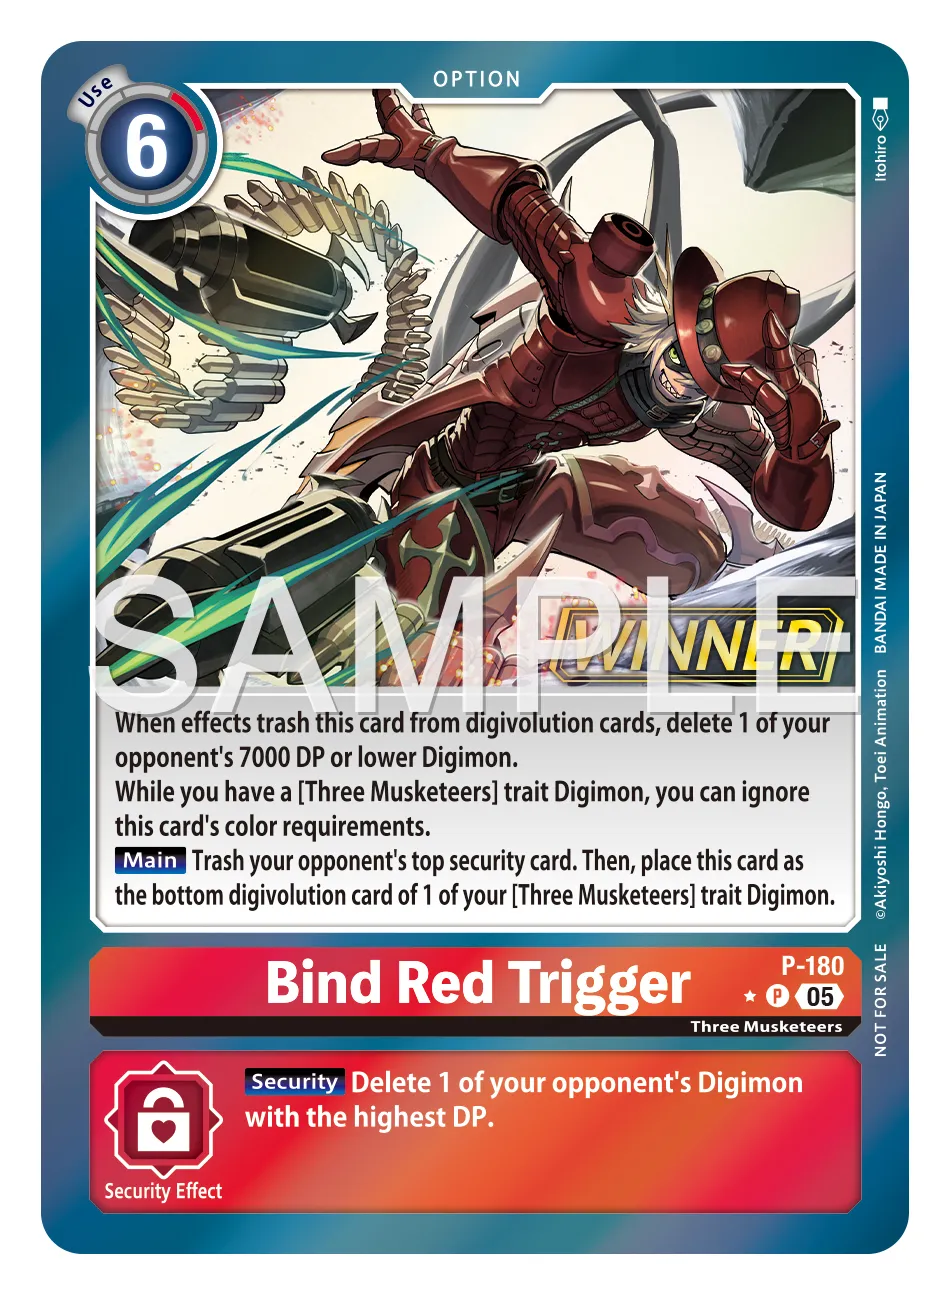 OPTION
Use
6
Itohiro
SAMPLE
WINNER
When effects trash this card from digivolution cards, delete 1 of your
opponent's 7000 DP or lower Digimon.
While you have a [Three Musketeers] trait Digimon, you can ignore
this card's color requirements.
Main Trash your opponent's top security card. Then, place this card as
the bottom digivolution card of 1 of your [Three Musketeers] trait Digimon.
©Akiyoshi Hongo, Toei Animation BANDAI MADE IN JAPAN
NOT FOR SALE
Bind Red Trigger
P-180
P 05
Three Musketeers
Security Delete 1 of your opponent's Digimon
with the highest DP.
Security Effect